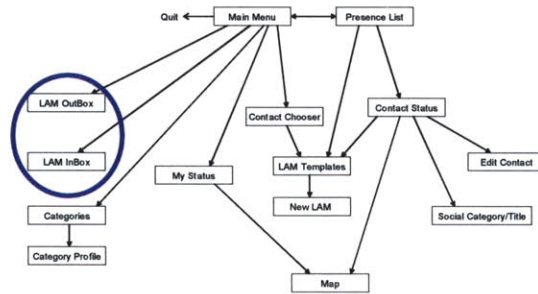 Quit
Main Menu
Presence List
LAM OutBox
Contact Chooser
Contact Status
LAM InBox
My Status
LAM Templates
Edit Contact
Categories
New LAM
Social Category/Title
Category Profile
Map